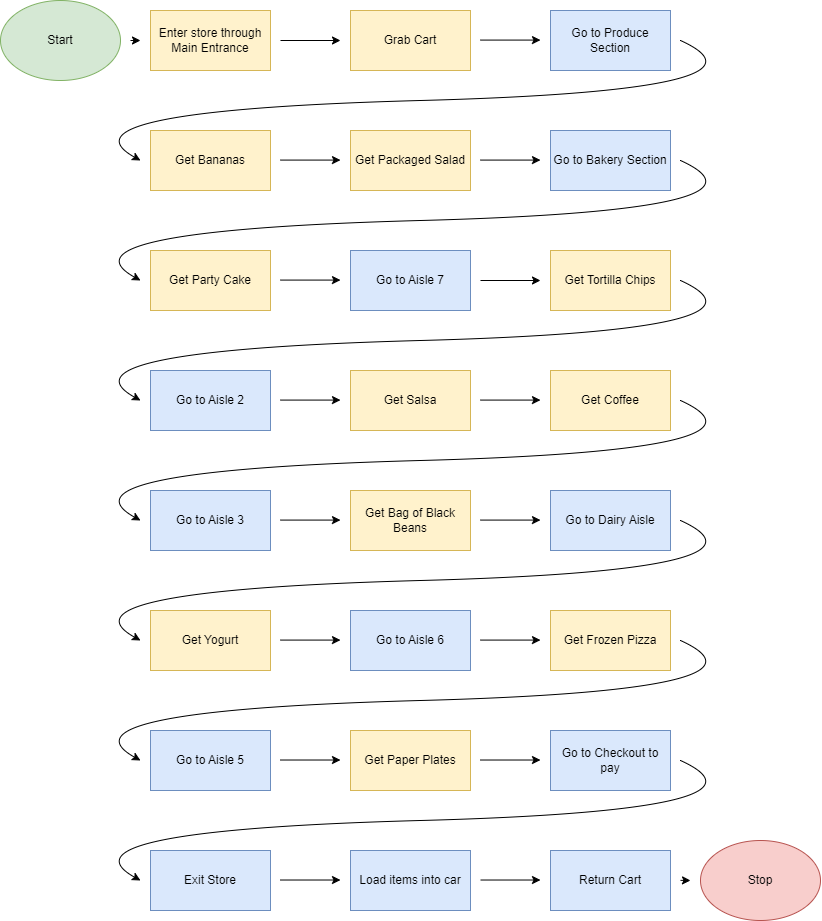 Start
Enter store through
Main Entrance
Grab Cart
Go to Produce
Section
Get Bananas
Get Packaged Salad
Go to Bakery Section
Get Party Cake
Go to Aisle 7
Get Tortilla Chips
Go to Aisle 2
Get Salsa
Get Coffee
Go to Aisle 3
Get Bag of Black
Beans
Go to Dairy Aisle
Get Yogurt
Go to Aisle 6
Get Frozen Pizza
Go to Aisle 5
Get Paper Plates
Go to Checkout to
pay
Exit Store
Load items into car
Return Cart
Stop